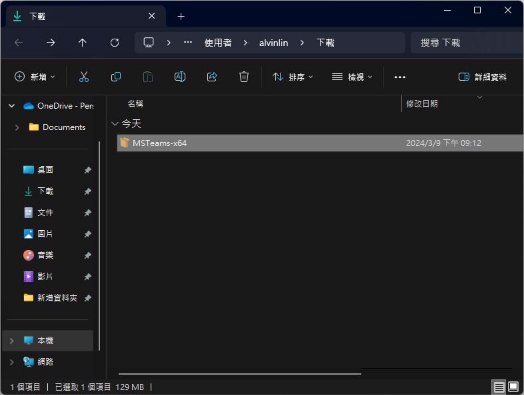 下載
使用者 alvinlin 下載 搜尋 下載
新增 排序 檢視 詳細資料
OneDrive - Pers
Documents
桌面
下載
文件
圖片
音樂
影片
新增資料夾
本機
網路
名稱 修改日期
今天
MSTeams-x64 2024/3/9 下午 09:12
1 個項目 已選取 1 個項目 129 MB